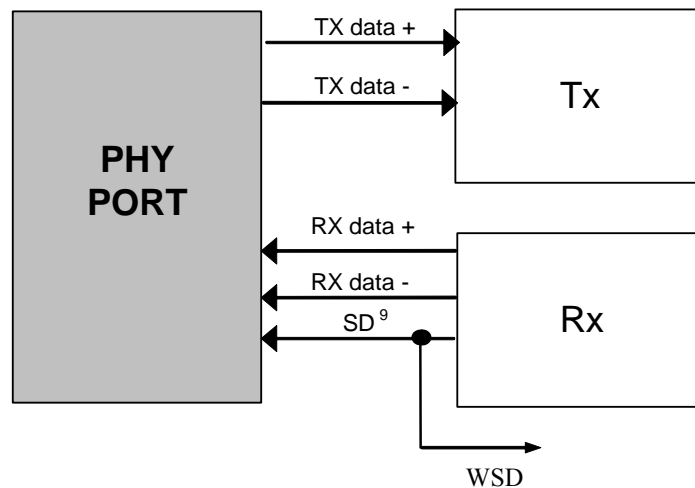 TX data +
TX data -
Tx
PHY
PORT
RX data +
RX data -
SD 9
Rx
WSD